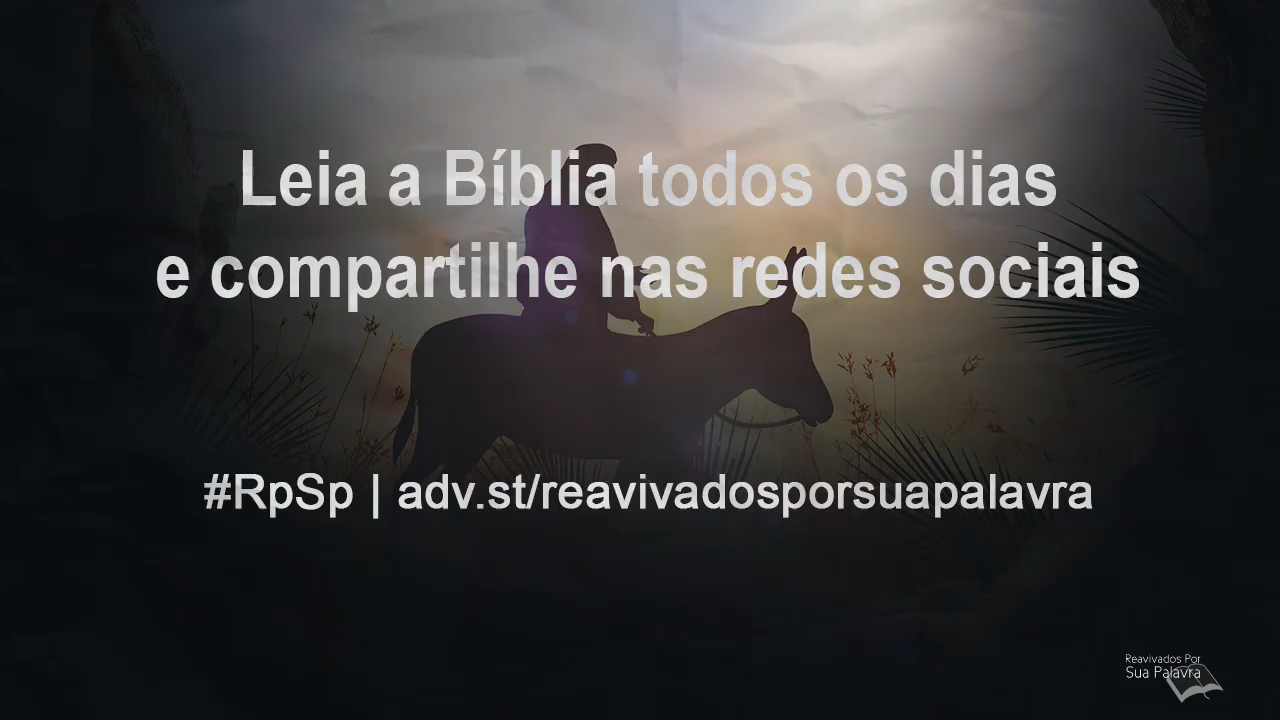 Leia a Bíblia todos os dias
e compartilhe nas redes sociais
#RpSp | adv.st/reavivadosporsuapalavra
Reavivados Por
Sua Palavra